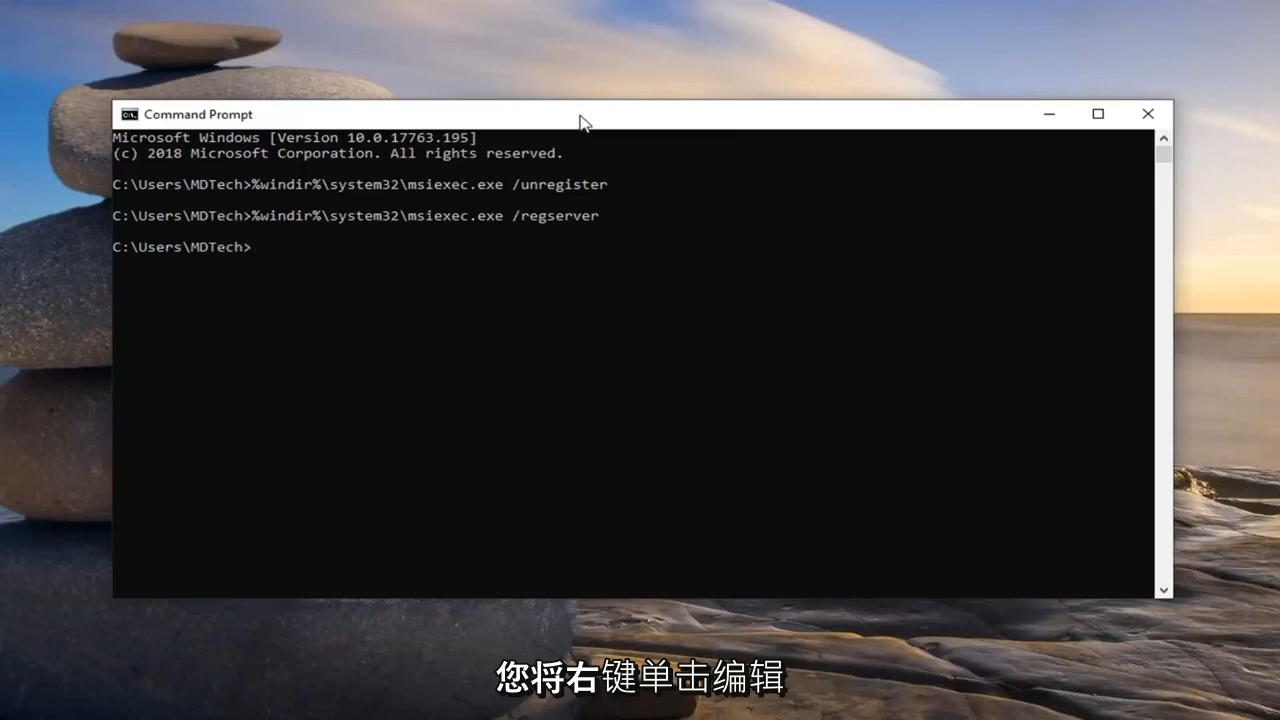 Command Prompt
Microsoft Windows [Version 10.0.17763.195]
(c) 2018 Microsoft Corporation. All rights reserved.
C:\Users\MDTech>%windir%\system32\msiexec.exe /unregister
C:\Users\MDTech>%windir%\system32\msiexec.exe /regserver
C:\Users\MDTech>
您将右键单击编辑